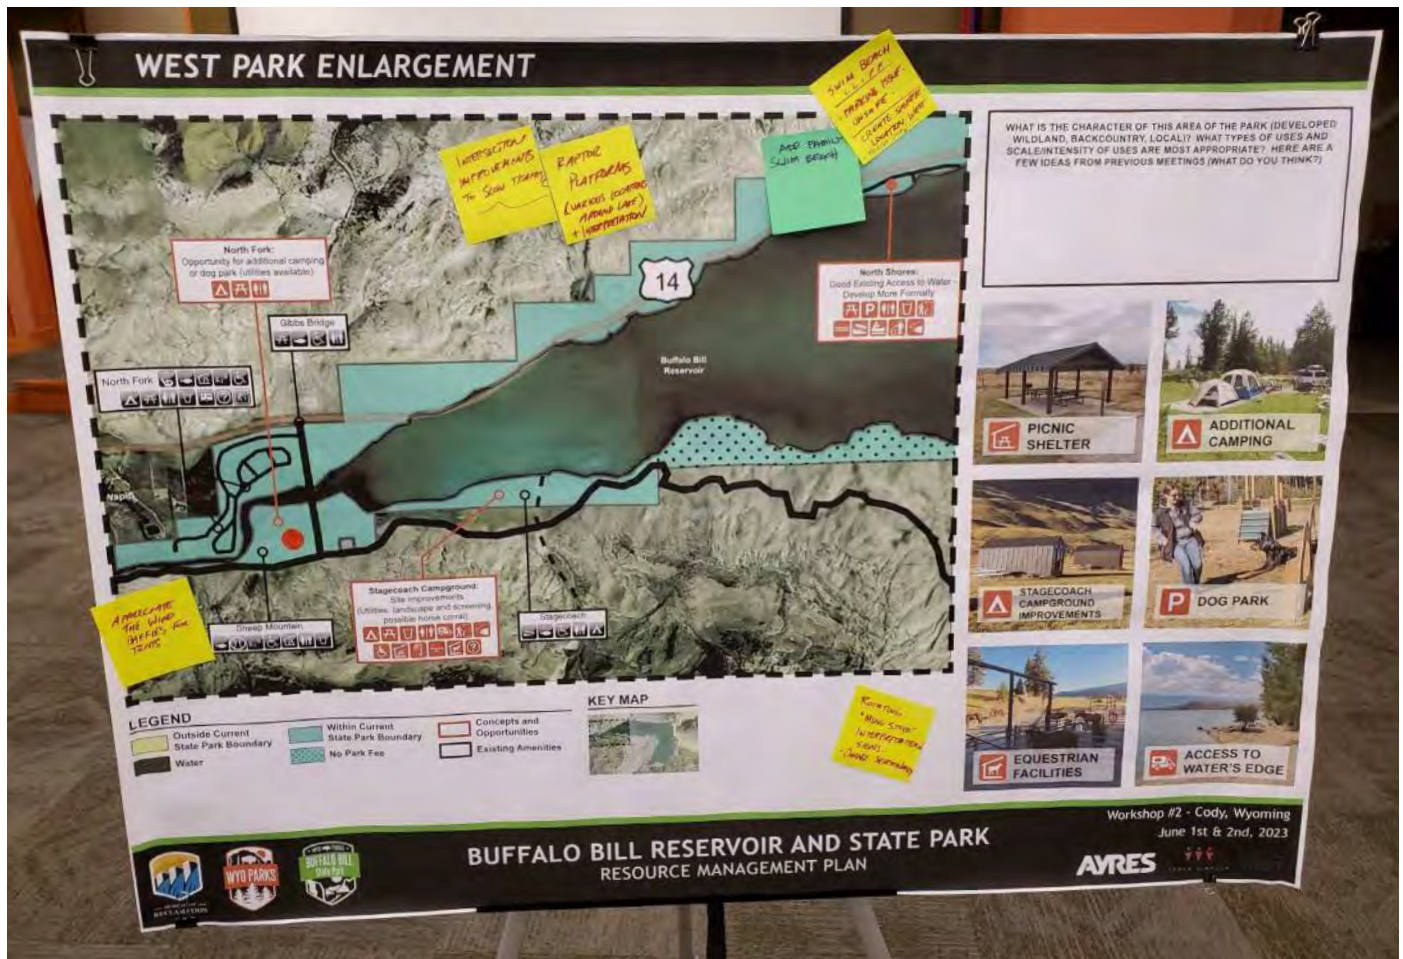 WEST PARK ENLARGEMENT
INTERSECTION
IMPROVEMENTS
TO SLOW TRAFFIC
RAPTOR
PLATFORMS
(VARIOUS LOCATIONS
AROUND LAKE)
+ INTERPRETATION
ADD FAMILY
SWIM BEACH
SWIM BEACH
PARKING ISSUE.
UNSAFE.
CREATE SAFER
LOCATION WEST
WHAT IS THE CHARACTER OF THIS AREA OF THE PARK (DEVELOPED
WILDLAND, BACKCOUNTRY, LOCAL)? WHAT TYPES OF USES AND
SCALE/INTENSITY OF USES ARE MOST APPROPRIATE? HERE ARE A
FEW IDEAS FROM PREVIOUS MEETINGS (WHAT DO YOU THINK?)
North Fork:
Opportunity for additional camping
or dog park (utilities available)
Gibbs Bridge
North Fork
14
North Shores:
Good Existing Access to Water -
Develop More Formally
Buffalo Bill
Reservoir
Wapiti
Stagecoach Campground:
Site improvements
(Utilities, landscape and screening,
possible horse corral)
Stagecoach
Sheep Mountain
APPRECIATE
THE WIND
BAFFLES FOR
TENTS
PICNIC
SHELTER
ADDITIONAL
CAMPING
STAGECOACH
CAMPGROUND
IMPROVEMENTS
P DOG PARK
EQUESTRIAN
FACILITIES
ACCESS TO
WATER'S EDGE
LEGEND
Outside Current
State Park Boundary
Water
Within Current
State Park Boundary
No Park Fee
Concepts and
Opportunities
Existing Amenities
KEY MAP
INTERPRETATION
SIGNS
BUFFALO BILL RESERVOIR AND STATE PARK
RESOURCE MANAGEMENT PLAN
Workshop #2 - Cody, Wyoming
June 1st & 2nd, 2023
RECLAMATION
WYO PARKS
BUFFALO BILL
State Park
AYRES